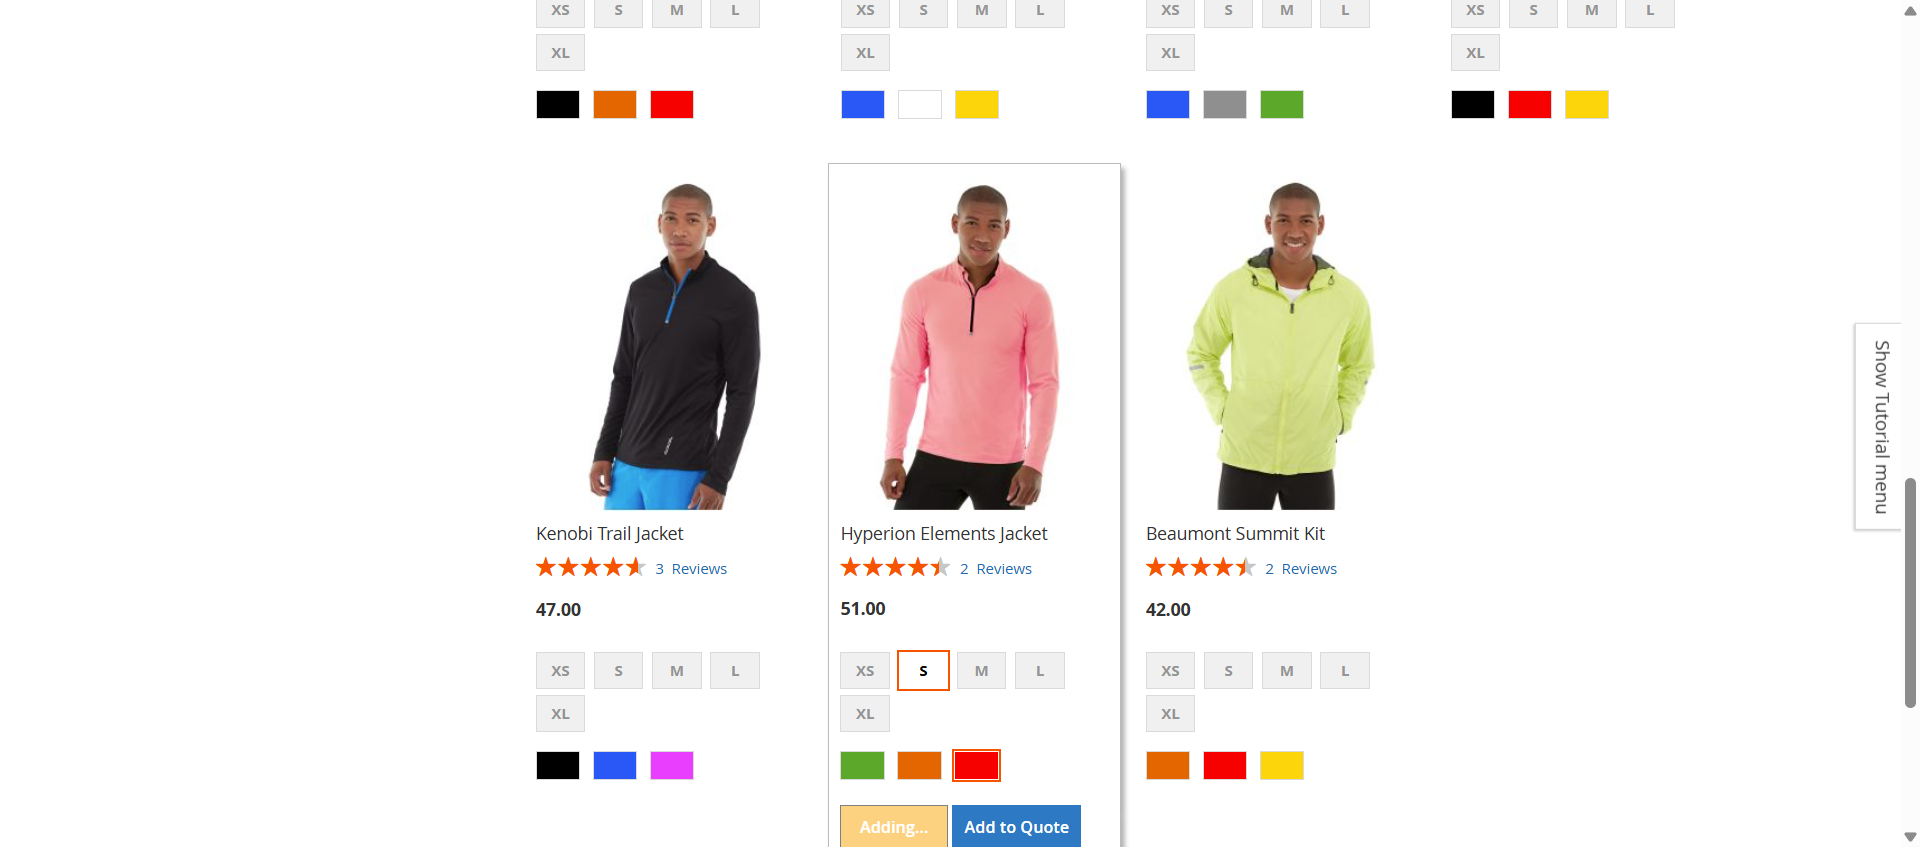 XS S M L XS S M L XS S M L XS S M L
XL XL XL XL
Kenobi Trail Jacket Hyperion Elements Jacket Beaumont Summit Kit
3 Reviews 2 Reviews 2 Reviews
47.00 51.00 42.00
XS S M L XS S M L XS S M L
XL XL XL
Adding... Add to Quote
Show Tutorial menu